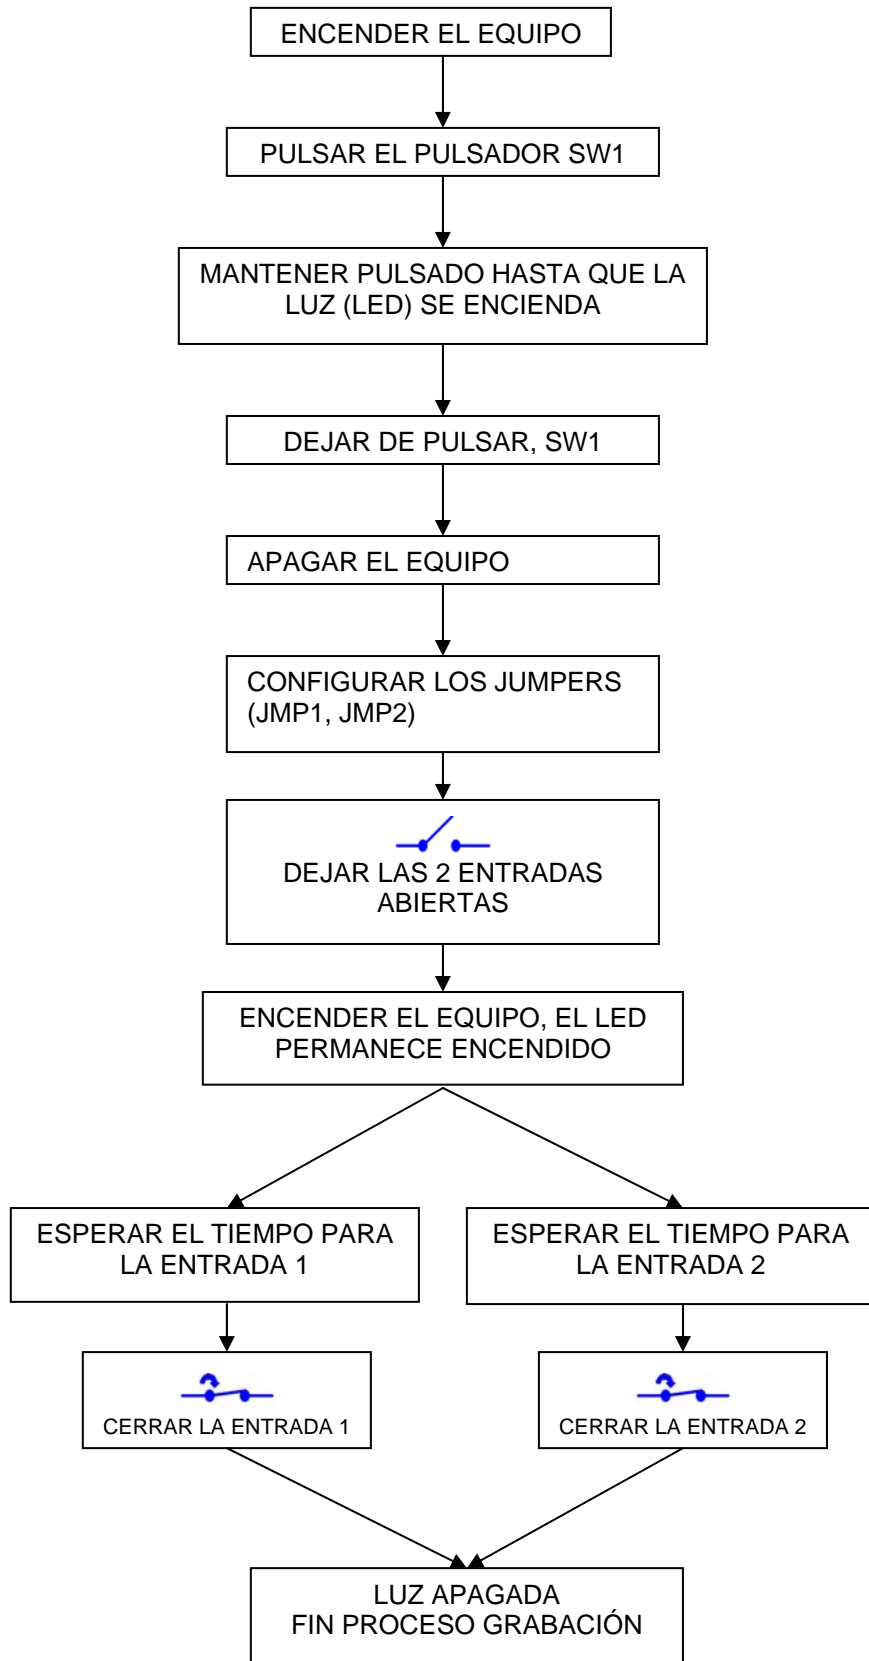 ENCENDER EL EQUIPO
PULSAR EL PULSADOR SW1
MANTENER PULSADO HASTA QUE LA
LUZ (LED) SE ENCIENDA
DEJAR DE PULSAR, SW1
APAGAR EL EQUIPO
CONFIGURAR LOS JUMPERS
(JMP1, JMP2)
DEJAR LAS 2 ENTRADAS
ABIERTAS
ENCENDER EL EQUIPO, EL LED
PERMANECE ENCENDIDO
ESPERAR EL TIEMPO PARA
LA ENTRADA 1
ESPERAR EL TIEMPO PARA
LA ENTRADA 2
CERRAR LA ENTRADA 1
CERRAR LA ENTRADA 2
LUZ APAGADA
FIN PROCESO GRABACIÓN